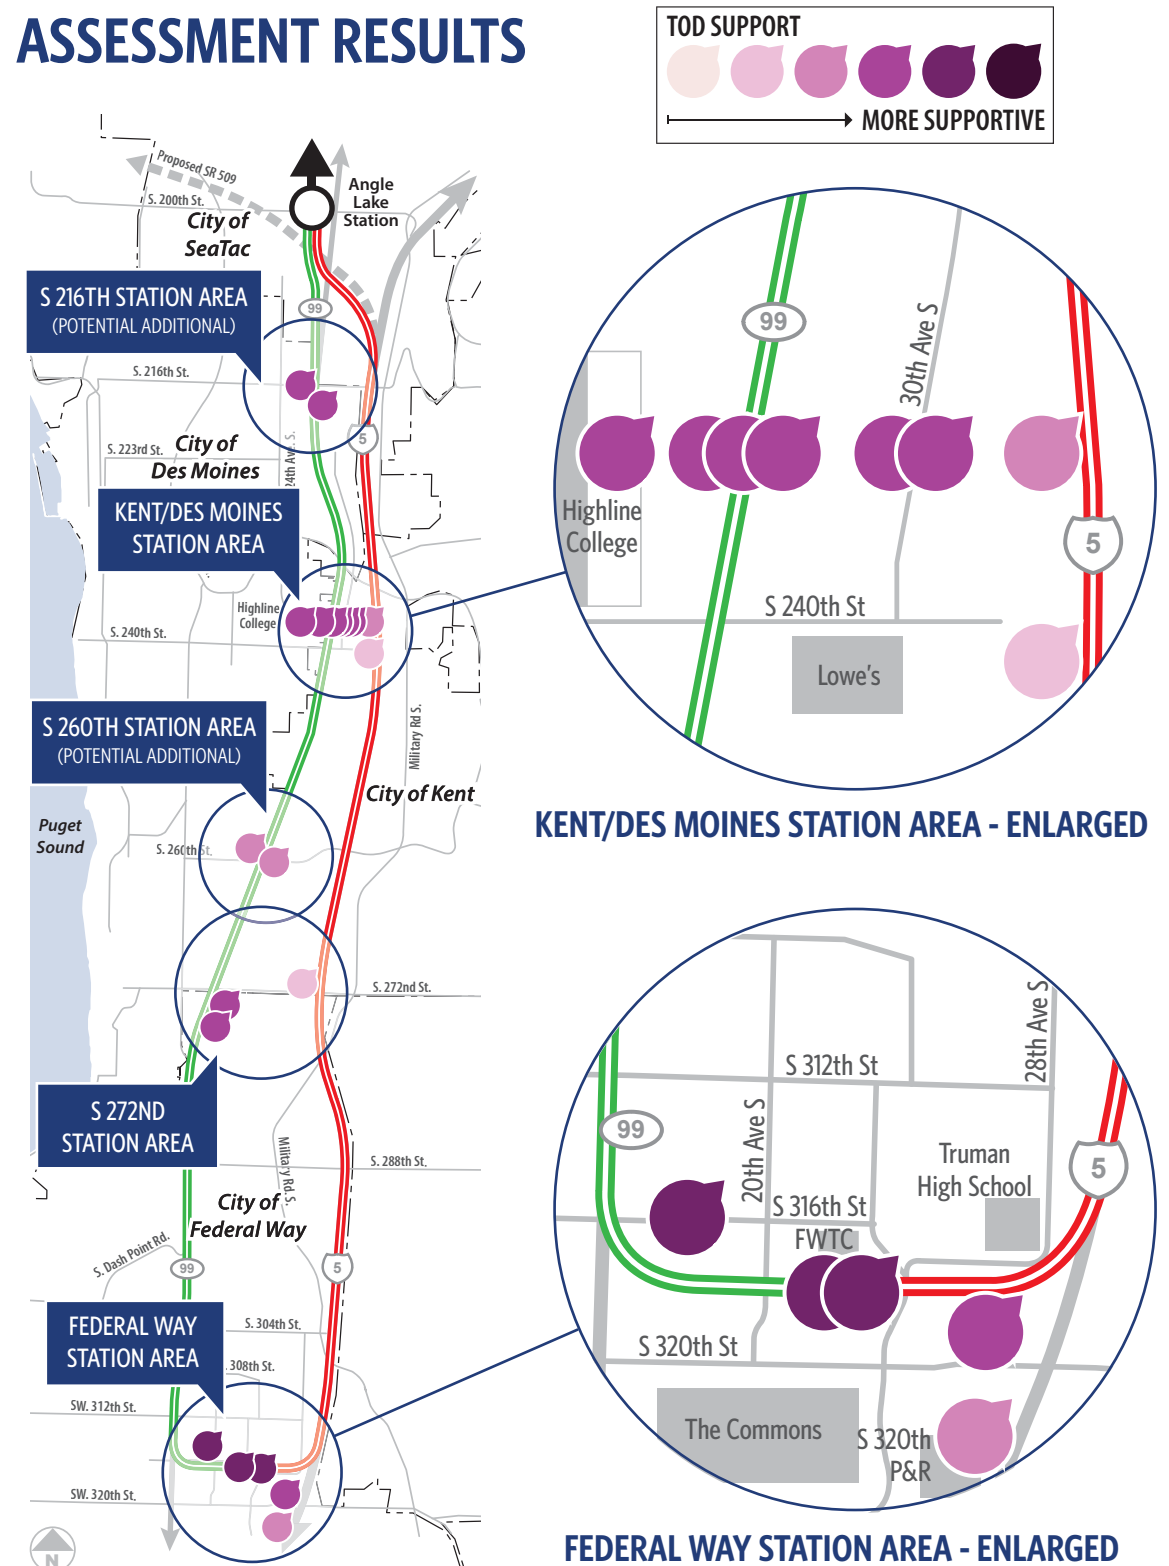 ASSESSMENT RESULTS
TOD SUPPORT
MORE SUPPORTIVE
Proposed SR 509
S. 200th St.
Angle
Lake
Station
City of
SeaTac
S 216TH STATION AREA
(POTENTIAL ADDITIONAL)
99
S. 216th St.
5
S. 223rd St.
City of
Des Moines
24th Ave. S.
KENT/DES MOINES
STATION AREA
Highline
College
S. 240th St.
S 260TH STATION AREA
(POTENTIAL ADDITIONAL)
Military Rd S.
City of Kent
Puget
Sound
S. 260th St.
S. 272nd St.
S 272ND
STATION AREA
Military Rd. S.
S. 288th St.
City of
Federal Way
S. Dash Point Rd.
99
5
FEDERAL WAY
STATION AREA
S. 304th St.
308th St.
SW. 312th St.
SW. 320th St.
N
99
30th Ave S
Highline
College
5
S 240th St
Lowe's
KENT/DES MOINES STATION AREA - ENLARGED
28th Ave S
S 312th St
99
20th Ave S
Truman
High School
5
S 316th St
FWTC
S 320th St
The Commons
S 320th
P&R
FEDERAL WAY STATION AREA - ENLARGED